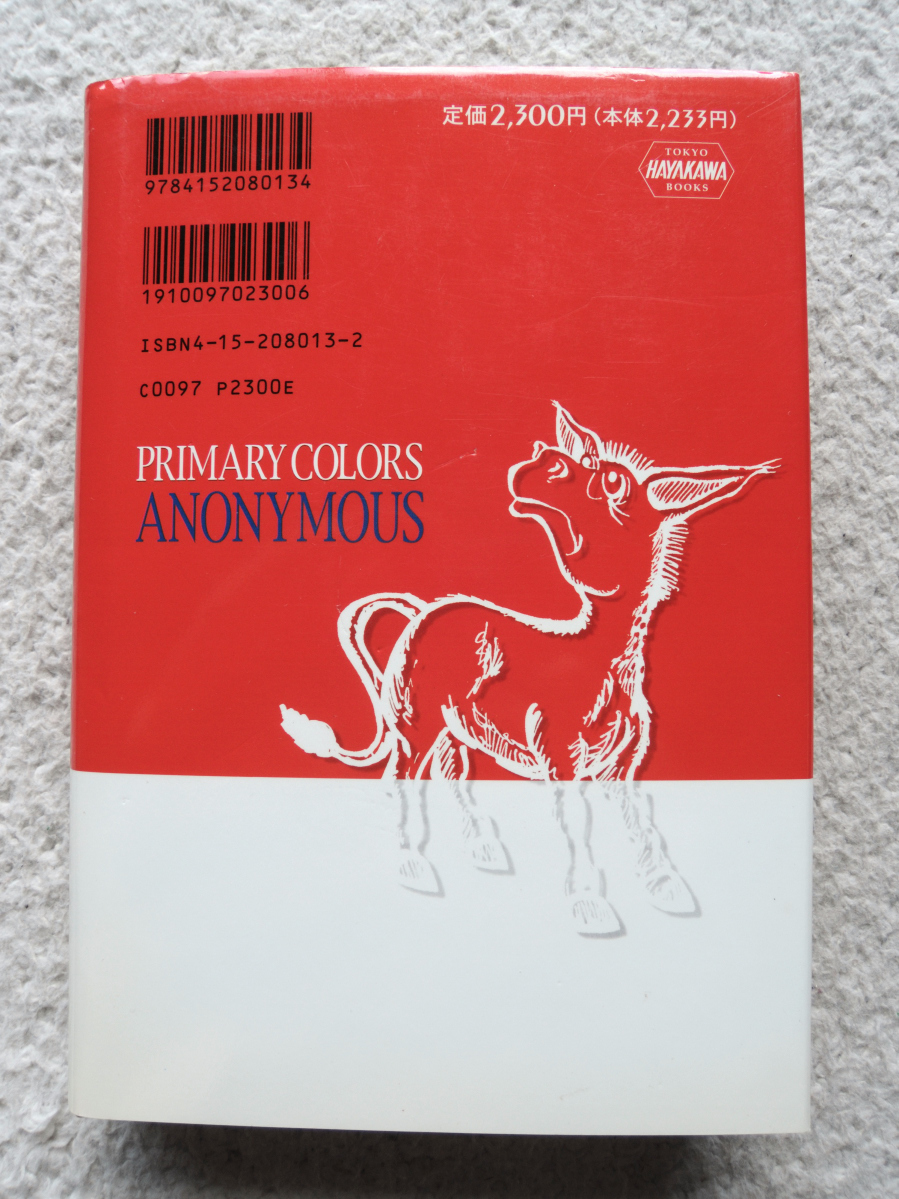 定価2,300円(本体2,233円)
TOKYO
HAYAKAWA
BOOKS
9784152080134
1910097023006
ISBN4-15-208013-2
C0097 P2300E
PRIMARY COLORS
ANONYMOUS